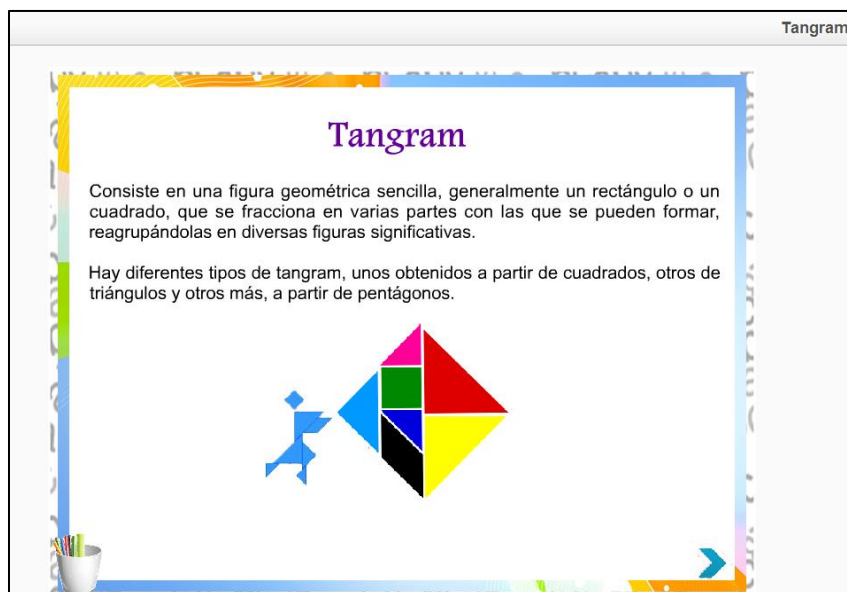 Tangram
Tangram
Consiste en una figura geométrica sencilla, generalmente un rectángulo o un
cuadrado, que se fracciona en varias partes con las que se pueden formar,
reagrupándolas en diversas figuras significativas.
Hay diferentes tipos de tangram, unos obtenidos a partir de cuadrados, otros de
triángulos y otros más, a partir de pentágonos.